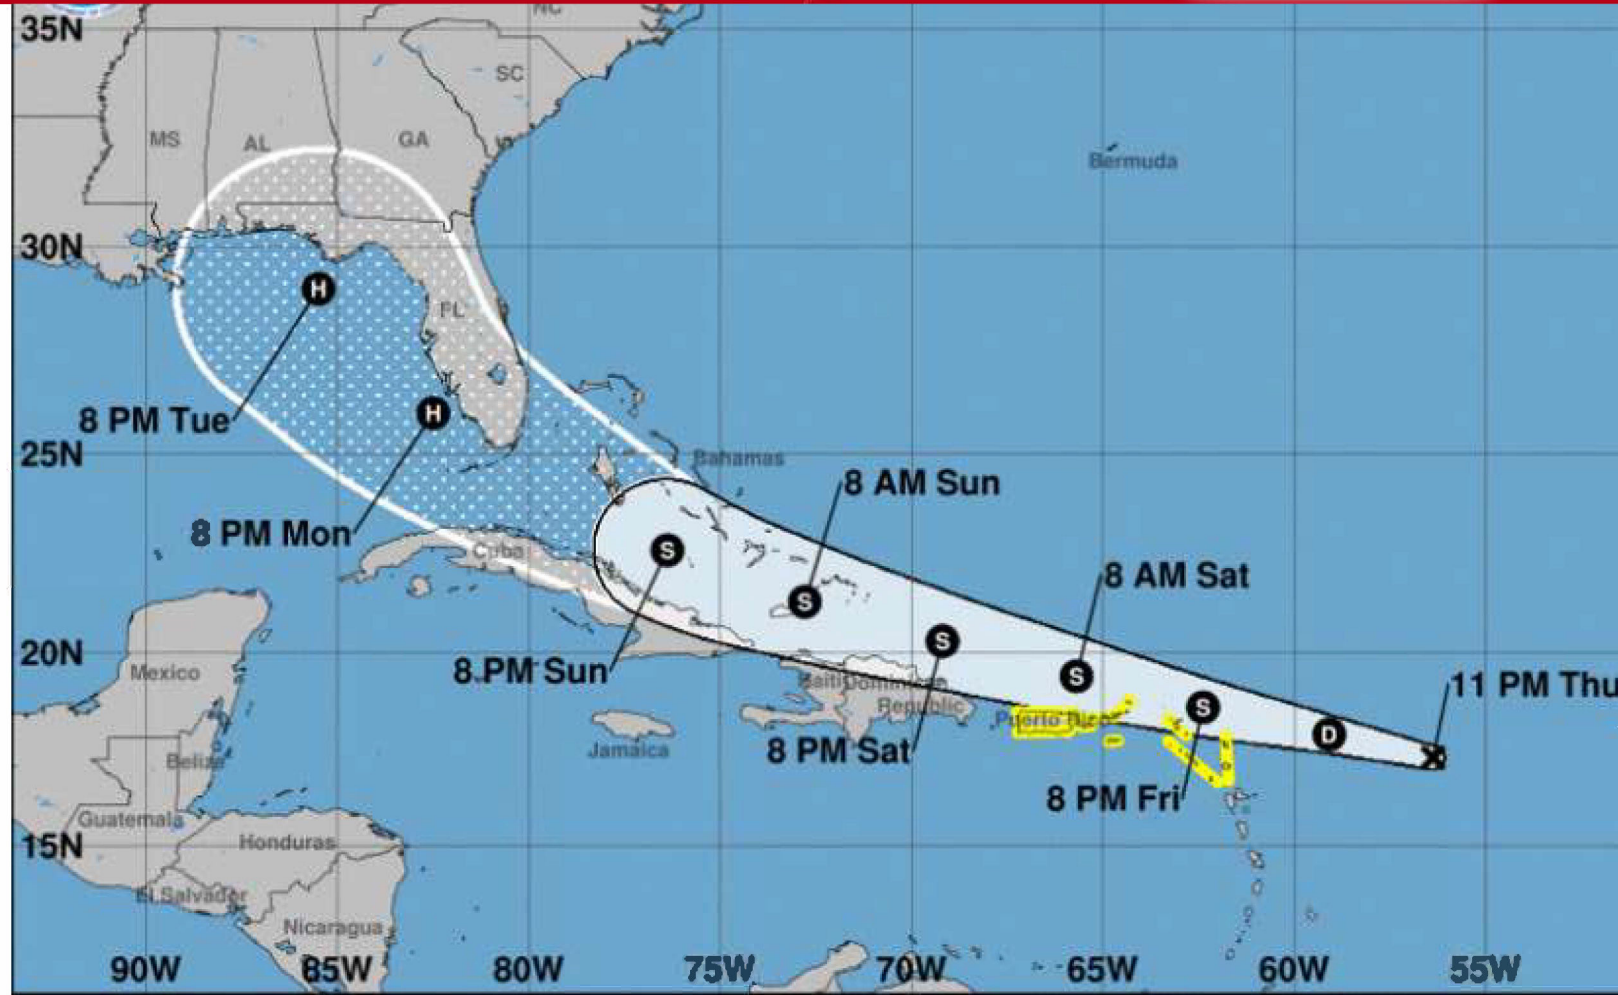 NC
35N
SC
MS
AL
GA
Bermuda
30N
H
FL
8 PM Tue
H
25N
Bahamas
8 AM Sun
8 PM Mon
Cuba
S
8 AM Sat
S
20N
S
8 PM Sun
Mexico
Haiti
Dominican
Republic
S
11 PM Thu
S
Puerto Rico
D
Jamaica
8 PM Sat
Belize
8 PM Fri
Guatemala
15N
Honduras
El Salvador
Nicaragua
90W
85W
80W
75W
70W
65W
60W
55W